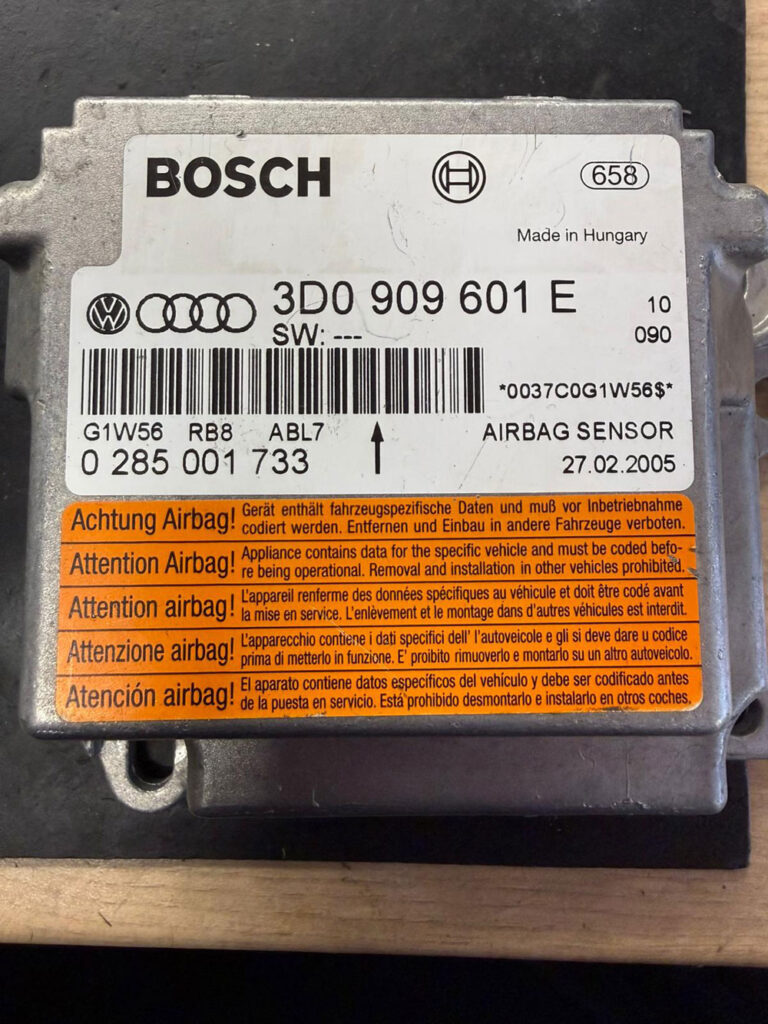 BOSCH 658
Made in Hungary
3D0 909 601 E 10
SW: --- 090
*0037C0G1W56$*
G1W56 RB8 ABL7 AIRBAG SENSOR
0 285 001 733 27.02.2005
Achtung Airbag! Gerät enthält fahrzeugspezifische Daten und muß vor Inbetriebnahme
codiert werden. Entfernen und Einbau in andere Fahrzeuge verboten.
Attention Airbag! Appliance contains data for the specific vehicle and must be coded befo-
re being operational. Removal and installation in other vehicles prohibited.
Attention airbag! L'appareil renferme des données spécifiques au véhicule et doit être codé avant
la mise en service. L'enlèvement et le montage dans d'autres véhicules est interdit.
Attenzione airbag! L'apparecchio contiene i dati specifici dell' l'autoveicolo e gli si deve dare u codice
prima di metterlo in funzione. E' proibito rimuoverlo e montarlo su un altro autoveicolo.
Atención airbag! El aparato contiene datos específicos del vehículo y debe ser codificado antes
de la puesta en servicio. Está prohibido desmontarlo e instalarlo en otros coches.